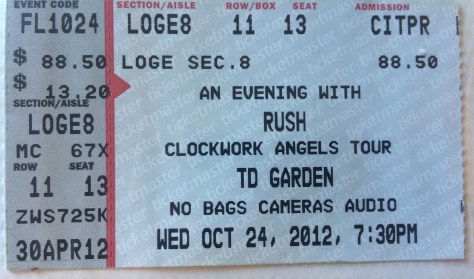 EVENT CODE SECTION/AISLE ROW/BOX SEAT ADMISSION
FL1024 LOGE8 11 13 CITPR
$ 88.50 LOGE SEC.8 88.50
$ 13.20 AN EVENING WITH
SECTION/AISLE RUSH
LOGE8 CLOCKWORK ANGELS TOUR
MC 67X
ROW SEAT TD GARDEN
11 13 NO BAGS CAMERAS AUDIO
ZWS725K
30APR12 WED OCT 24, 2012, 7:30PM
ticketmaster